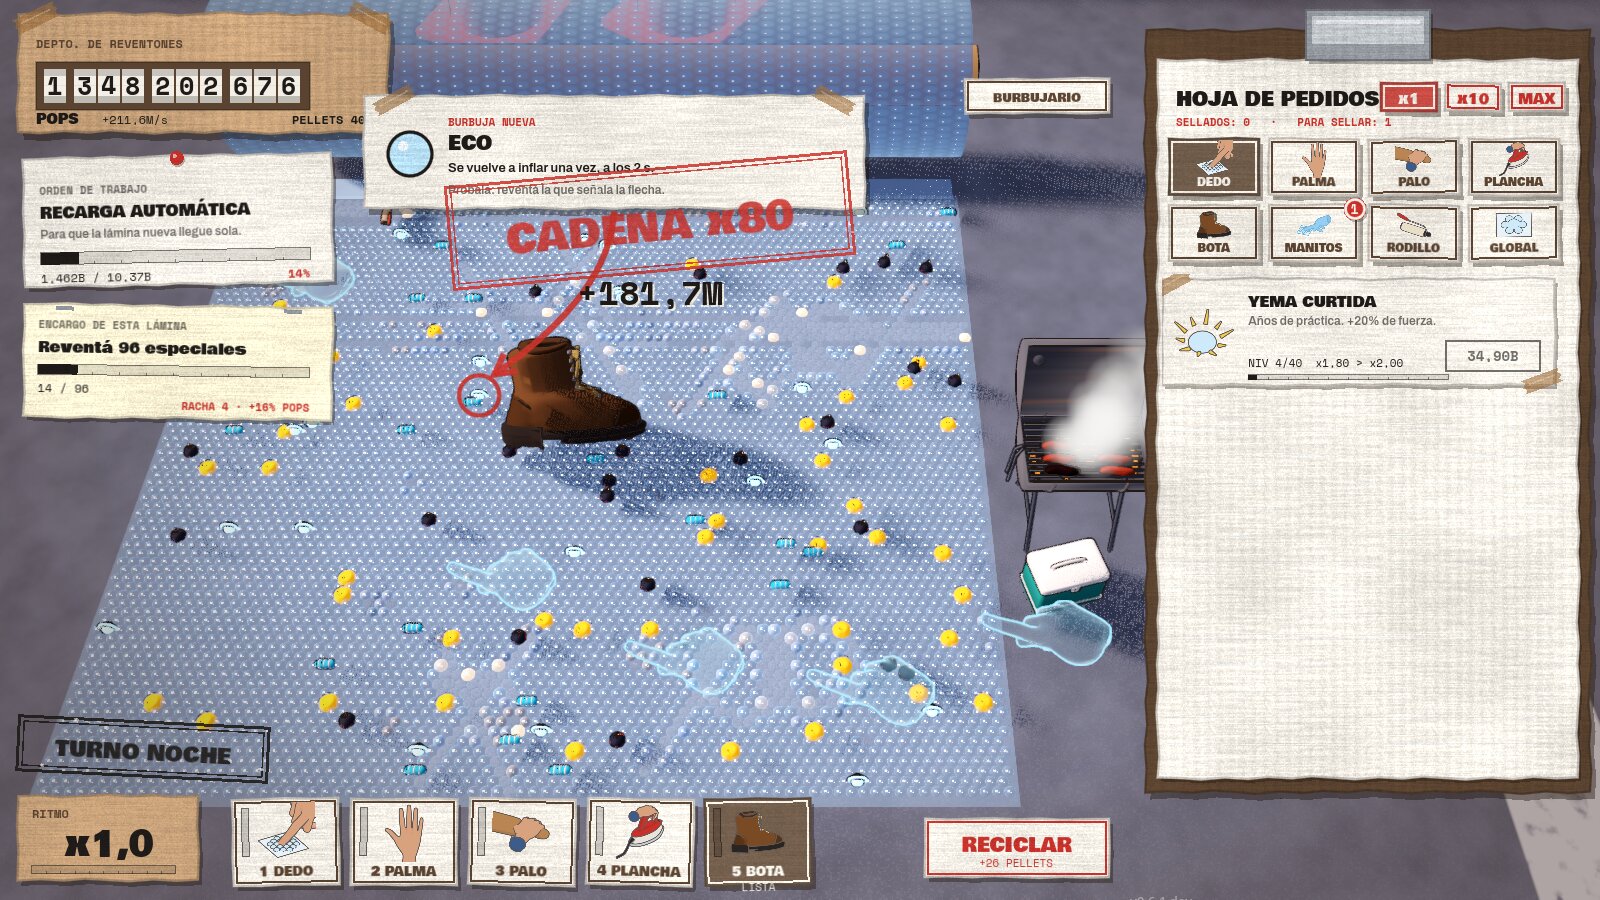 DEPTO. DE REVENTONES
1 348 202 676
POPS +211.6M/s PELLETS 40
ORDEN DE TRABAJO
RECARGA AUTOMÁTICA
Para que la lámina nueva llegue sola.
1.462B / 10.37B 14%
ENCARGO DE ESTA LÁMINA
Reventá 96 especiales
14 / 96
RACHA 4 · +16% POPS
BURBUJA NUEVA
ECO
Se vuelve a inflar una vez, a los 2 s.
Probala: reventá la que señala la flecha.
CADENA x80
+181,7M
BURBUJARIO
HOJA DE PEDIDOS x1 x10 MAX
SELLADOS: 0 · PARA SELLAR: 1
DEDO PALMA PALO PLANCHA
1
BOTA MANITOS RODILLO GLOBAL
YEMA CURTIDA
Años de práctica. +20% de fuerza.
NIV 4/40 x1,80 > x2,00 34.90B
TURNO NOCHE
RITMO
x1,0
1 DEDO 2 PALMA 3 PALO 4 PLANCHA 5 BOTA
LISTA
RECICLAR
+26 PELLETS